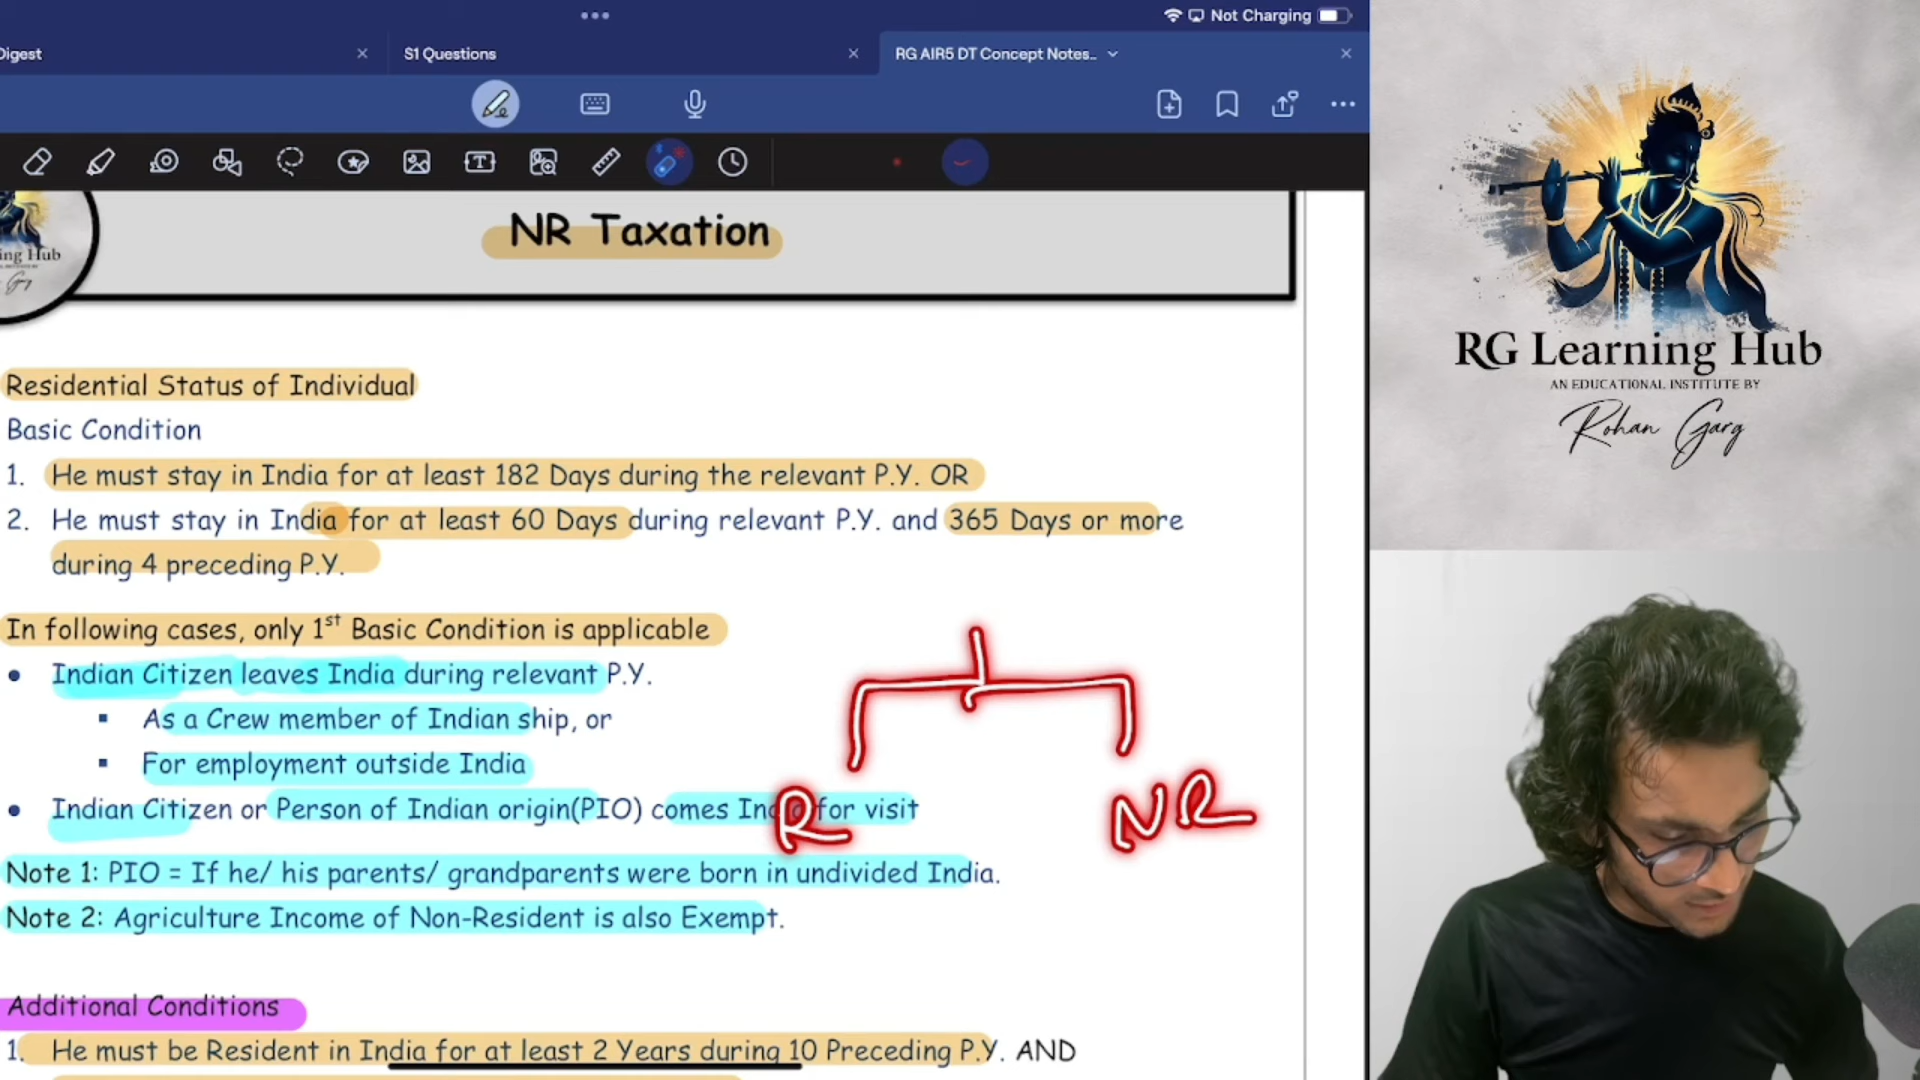 Not Charging
Digest
S1 Questions
RG AIR5 DT Concept Notes..
ing Hub
NR Taxation
Residential Status of Individual
Basic Condition
1. He must stay in India for at least 182 Days during the relevant P.Y. OR
2. He must stay in India for at least 60 Days during relevant P.Y. and 365 Days or more
during 4 preceding P.Y.
In following cases, only 1st Basic Condition is applicable
• Indian Citizen leaves India during relevant P.Y.
▪ As a Crew member of Indian ship, or
▪ For employment outside India
• Indian Citizen or Person of Indian origin(PIO) comes India for visit
R NR
Note 1: PIO = If he/ his parents/ grandparents were born in undivided India.
Note 2: Agriculture Income of Non-Resident is also Exempt.
Additional Conditions
1. He must be Resident in India for at least 2 Years during 10 Preceding P.Y. AND
RG Learning Hub
AN EDUCATIONAL INSTITUTE BY
Rohan Garg